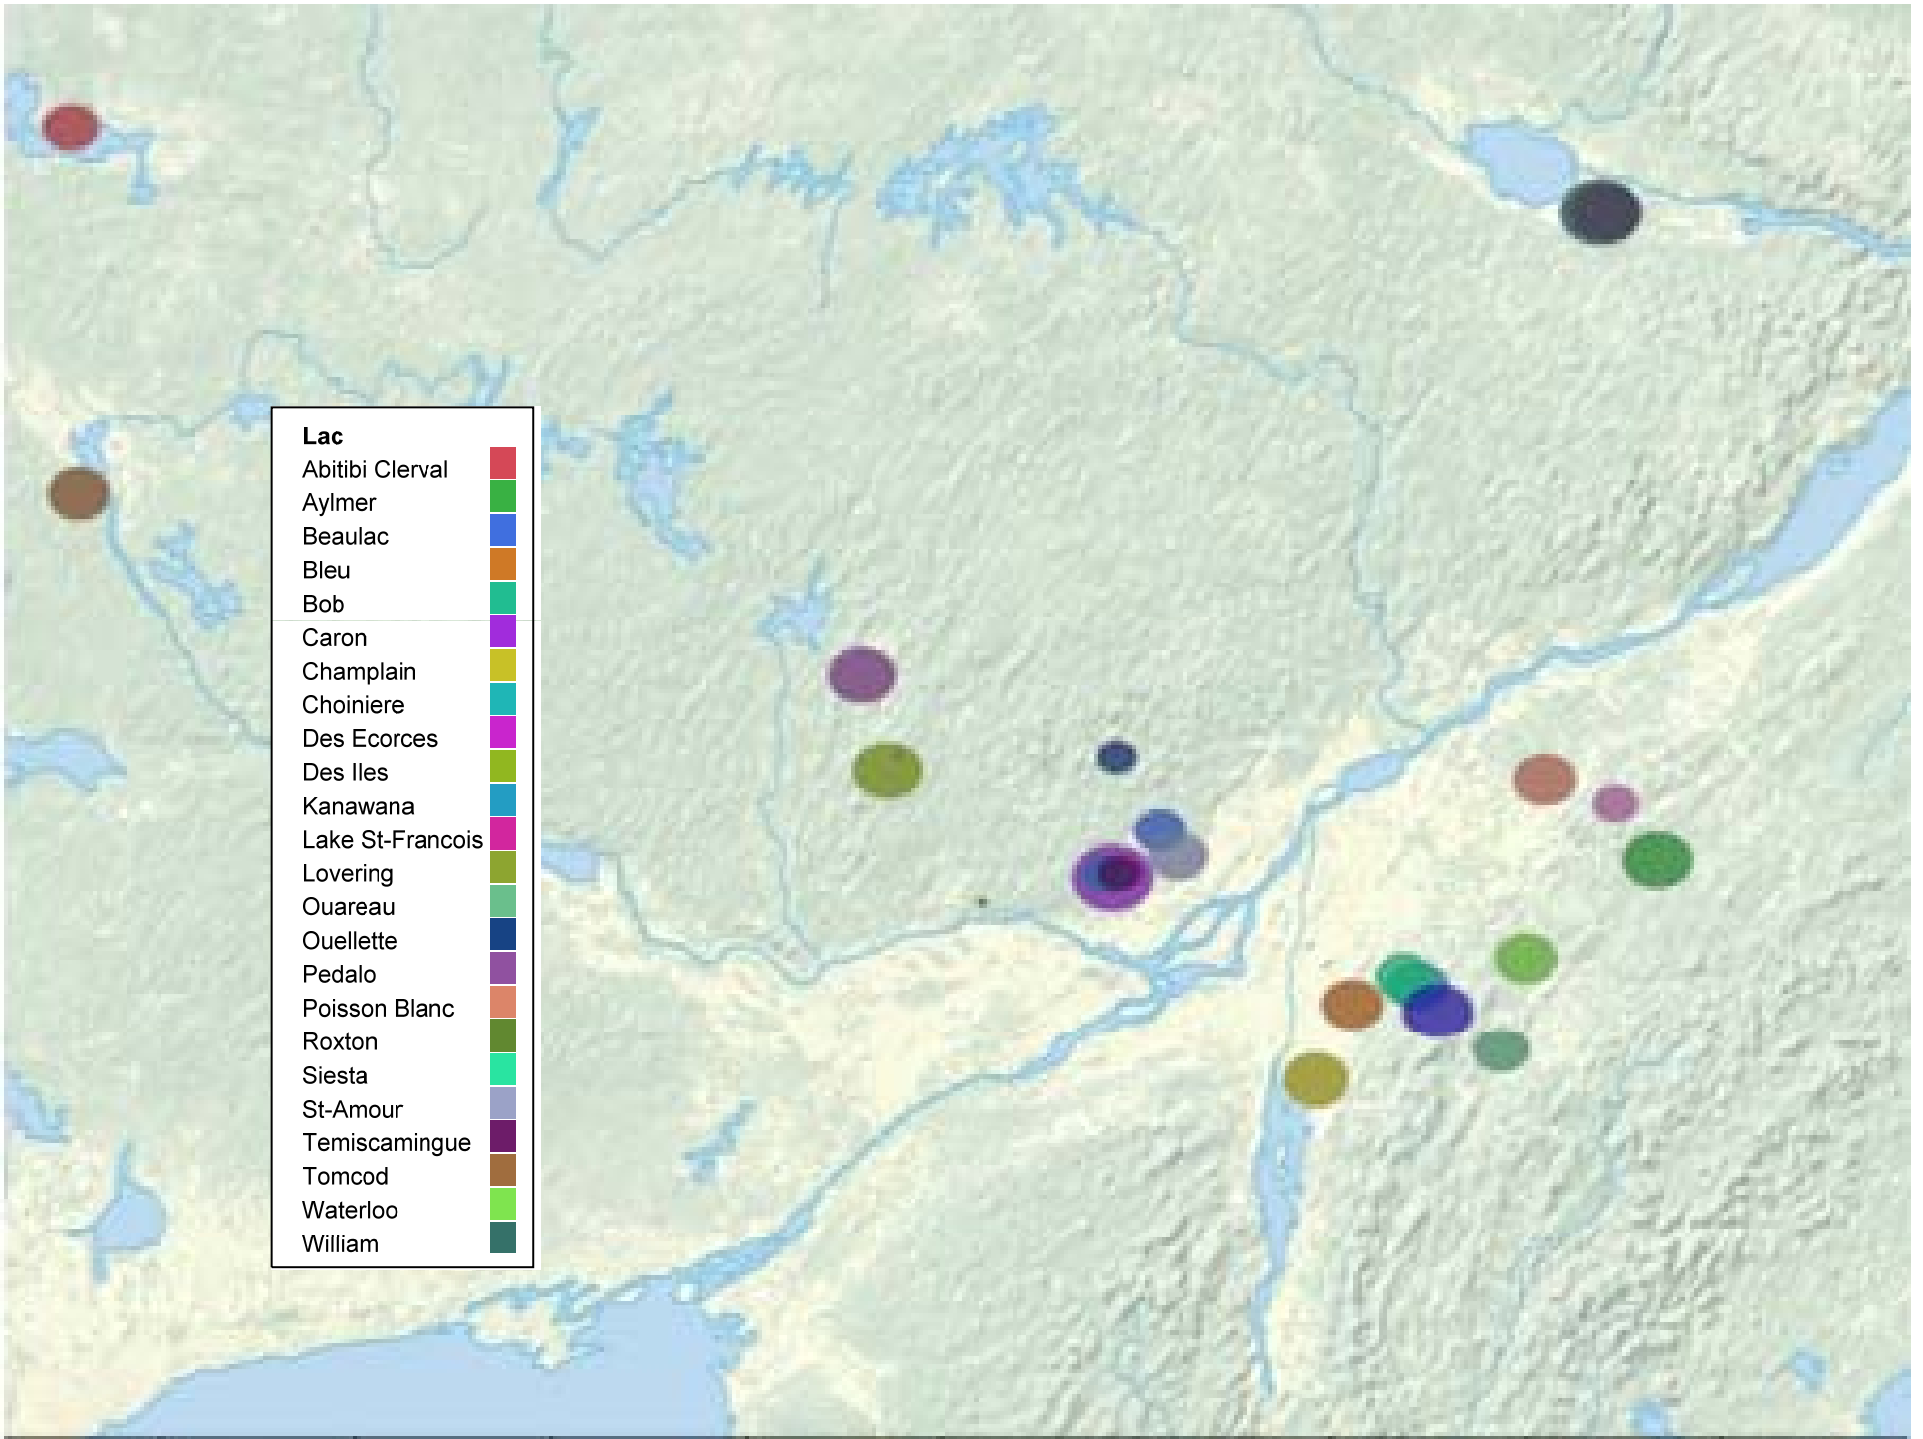 Lac
Abitibi Clerval
Aylmer
Beaulac
Bleu
Bob
Caron
Champlain
Choiniere
Des Ecorces
Des Iles
Kanawana
Lake St-Francois
Lovering
Ouareau
Ouellette
Pedalo
Poisson Blanc
Roxton
Siesta
St-Amour
Temiscamingue
Tomcod
Waterloo
William